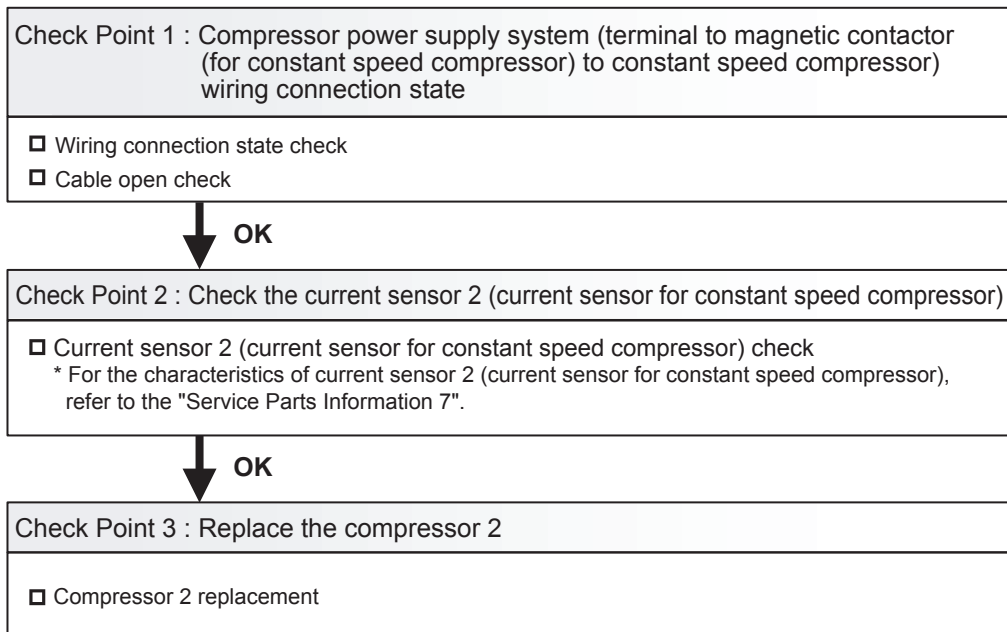 Check Point 1 : Compressor power supply system (terminal to magnetic contactor
(for constant speed compressor) to constant speed compressor)
wiring connection state
Wiring connection state check
Cable open check
OK
Check Point 2 : Check the current sensor 2 (current sensor for constant speed compressor)
Current sensor 2 (current sensor for constant speed compressor) check
* For the characteristics of current sensor 2 (current sensor for constant speed compressor),
refer to the "Service Parts Information 7".
OK
Check Point 3 : Replace the compressor 2
Compressor 2 replacement